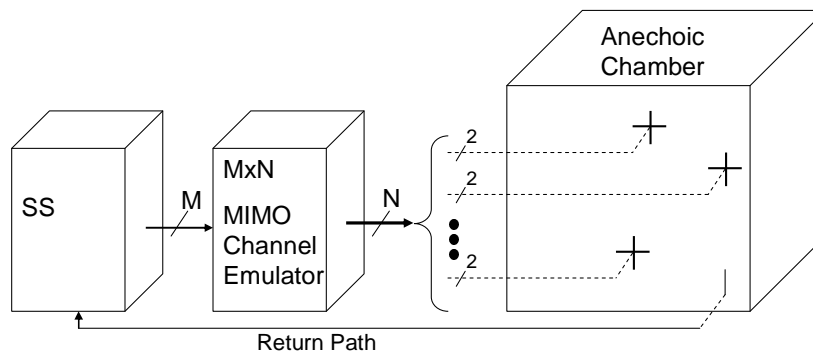 Anechoic
Chamber
SS
M
MxN
MIMO
Channel
Emulator
N
2
2
2
Return Path